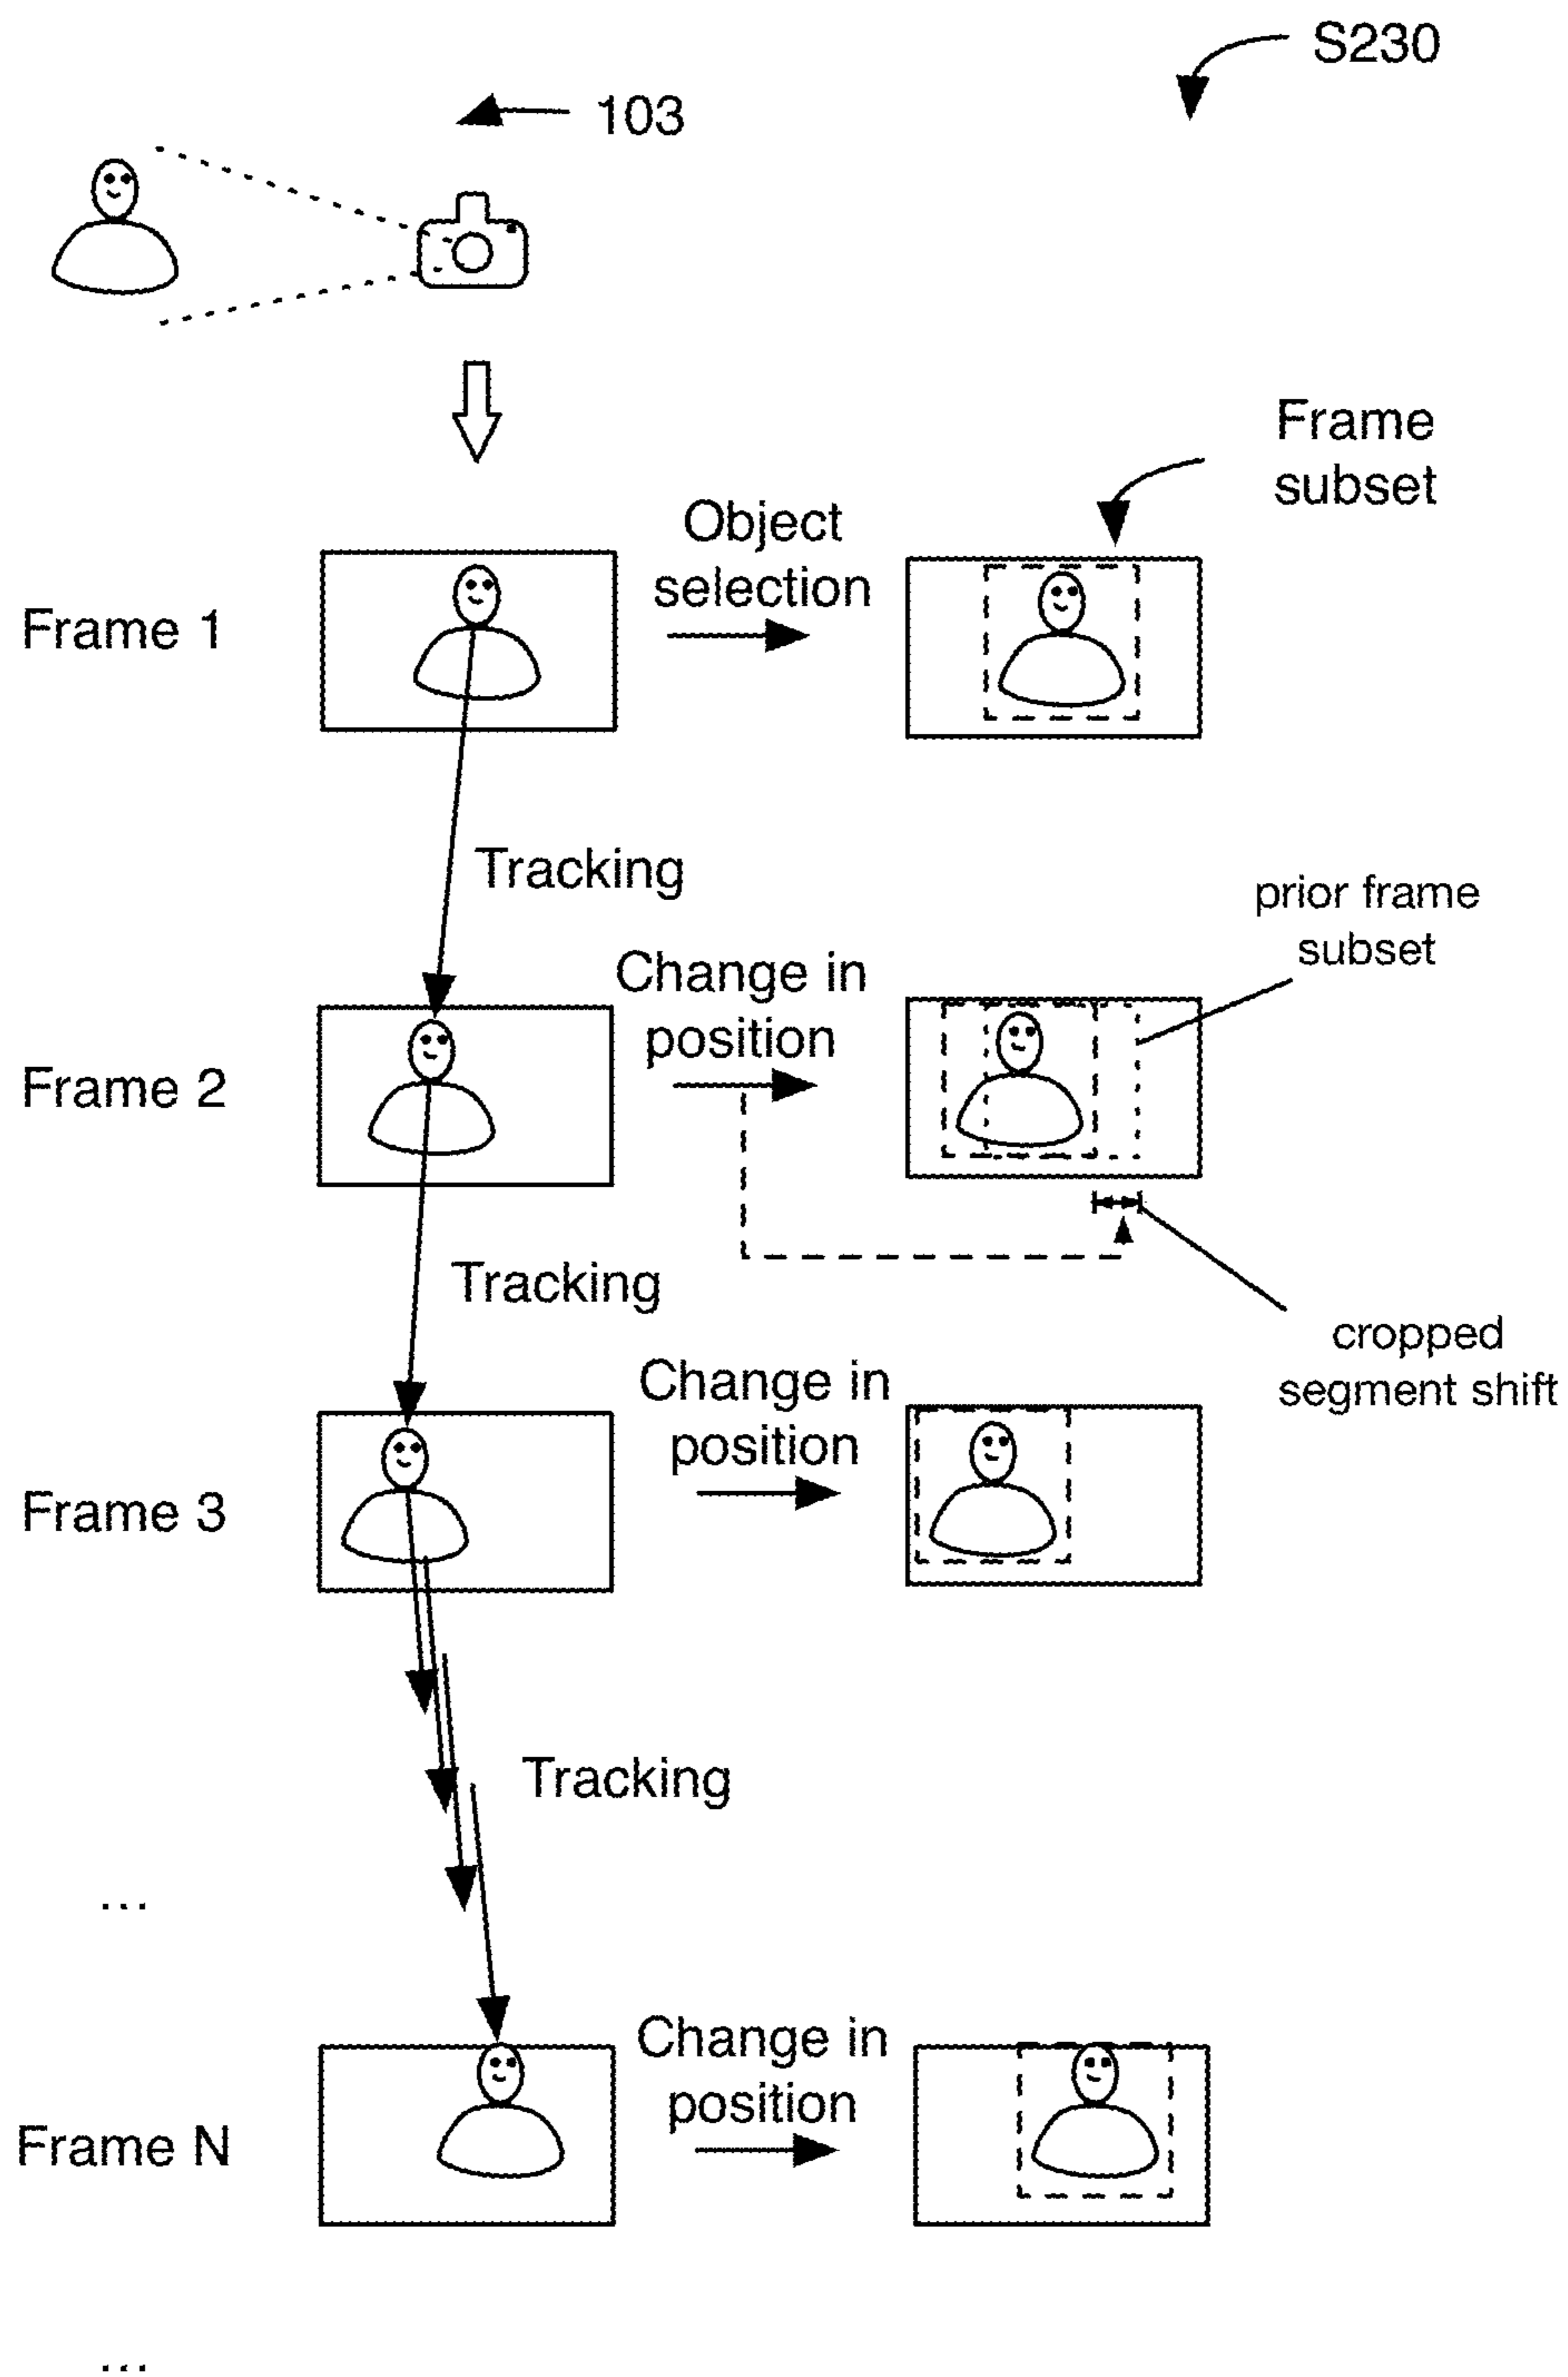 S230
103
Frame
subset
Object
selection
Frame 1
Tracking
prior frame
subset
Change in
position
Frame 2
Tracking
cropped
segment shift
Change in
position
Frame 3
Tracking
...
Change in
position
Frame N
...